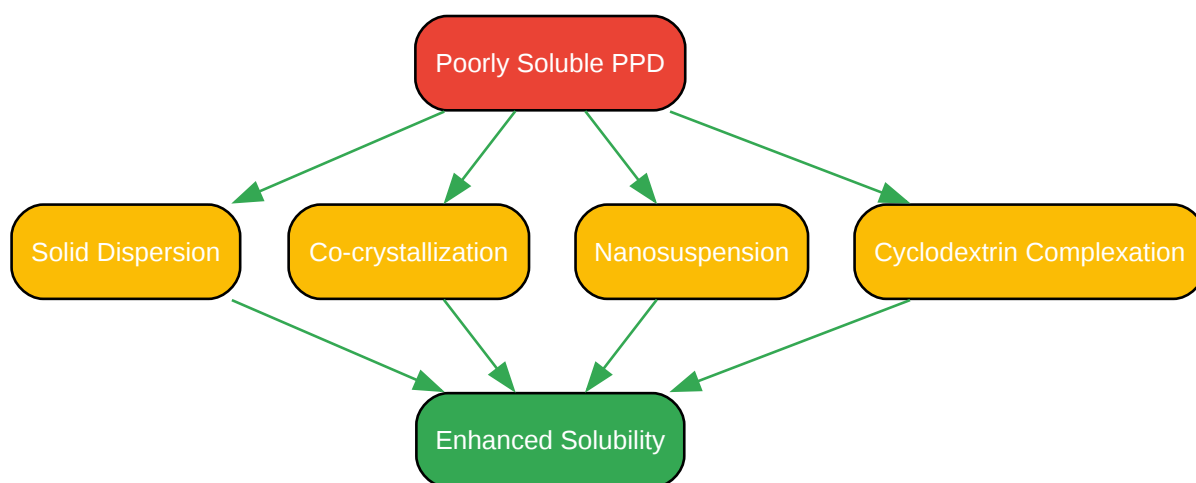 Poorly Soluble PPD
Solid Dispersion
Co-crystallization
Nanosuspension
Cyclodextrin Complexation
Enhanced Solubility